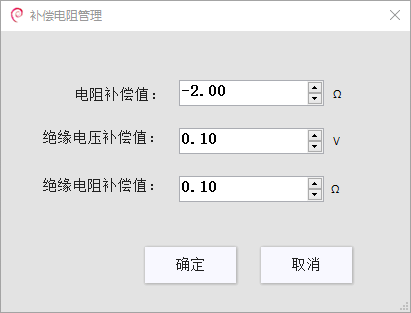 补偿电阻管理
电阻补偿值： -2.00 Ω
绝缘电压补偿值： 0.10 V
绝缘电阻补偿值： 0.10 Ω
确定 取消